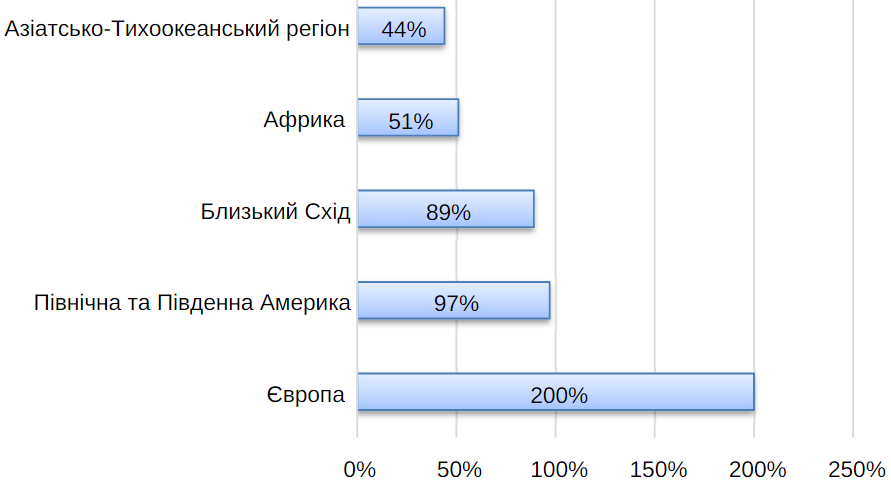 Азіатсько-Тихоокеанський регіон
44%
Африка
51%
Близький Схід
89%
Північна та Південна Америка
97%
Європа
200%
0% 50% 100% 150% 200% 250%